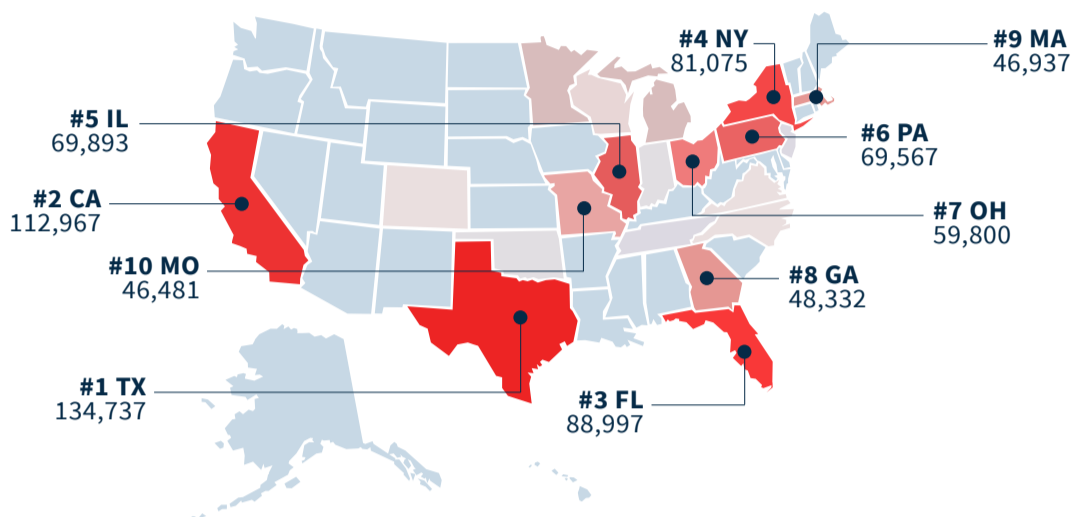 #4 NY
81,075
#9 MA
46,937
#5 IL
69,893
#6 PA
69,567
#2 CA
112,967
#7 OH
59,800
#10 MO
46,481
#8 GA
48,332
#1 TX
134,737
#3 FL
88,997